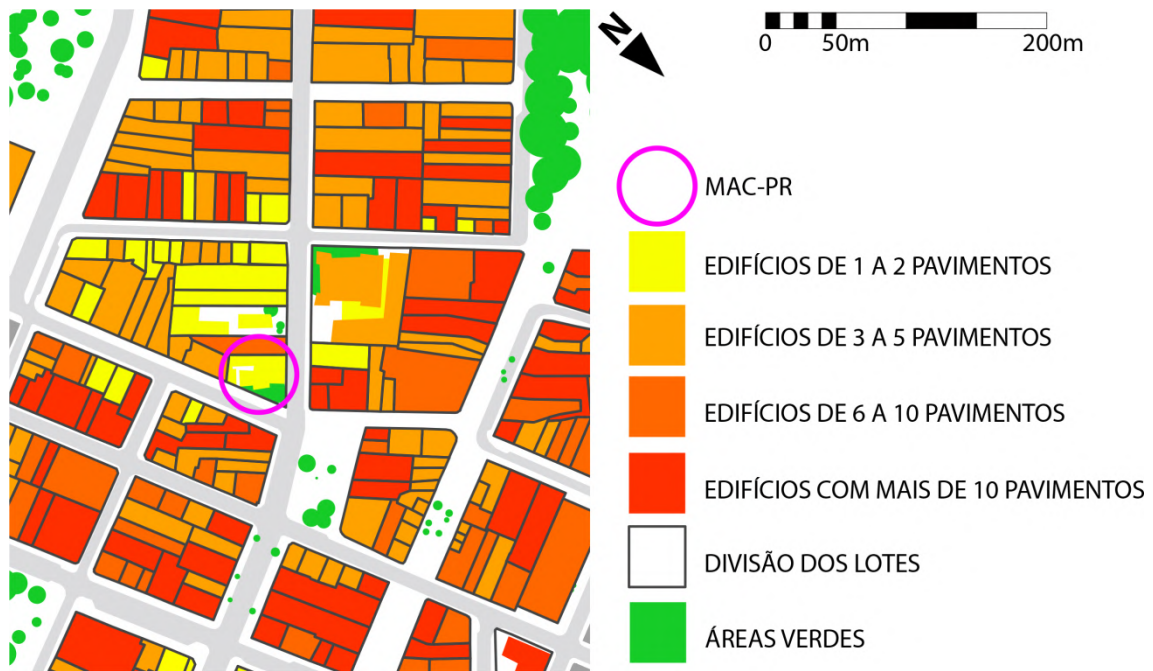 N
0 50m 200m
MAC-PR
EDIFÍCIOS DE 1 A 2 PAVIMENTOS
EDIFÍCIOS DE 3 A 5 PAVIMENTOS
EDIFÍCIOS DE 6 A 10 PAVIMENTOS
EDIFÍCIOS COM MAIS DE 10 PAVIMENTOS
DIVISÃO DOS LOTES
ÁREAS VERDES